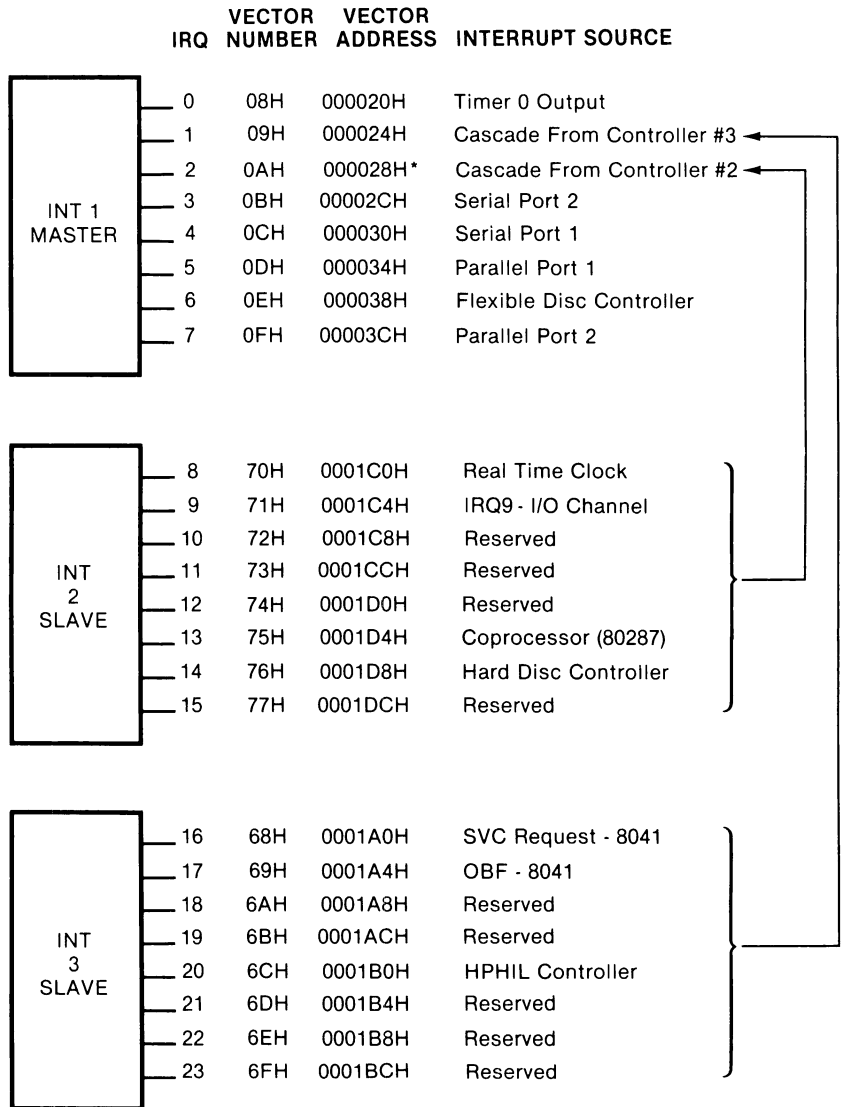 VECTOR VECTOR
IRQ NUMBER ADDRESS INTERRUPT SOURCE
INT 1
MASTER
0 08H 000020H Timer 0 Output
1 09H 000024H Cascade From Controller #3
2 0AH 000028H* Cascade From Controller #2
3 0BH 00002CH Serial Port 2
4 0CH 000030H Serial Port 1
5 0DH 000034H Parallel Port 1
6 0EH 000038H Flexible Disc Controller
7 0FH 00003CH Parallel Port 2
INT
2
SLAVE
8 70H 0001C0H Real Time Clock
9 71H 0001C4H IRQ9 - I/O Channel
10 72H 0001C8H Reserved
11 73H 0001CCH Reserved
12 74H 0001D0H Reserved
13 75H 0001D4H Coprocessor (80287)
14 76H 0001D8H Hard Disc Controller
15 77H 0001DCH Reserved
INT
3
SLAVE
16 68H 0001A0H SVC Request - 8041
17 69H 0001A4H OBF - 8041
18 6AH 0001A8H Reserved
19 6BH 0001ACH Reserved
20 6CH 0001B0H HPHIL Controller
21 6DH 0001B4H Reserved
22 6EH 0001B8H Reserved
23 6FH 0001BCH Reserved